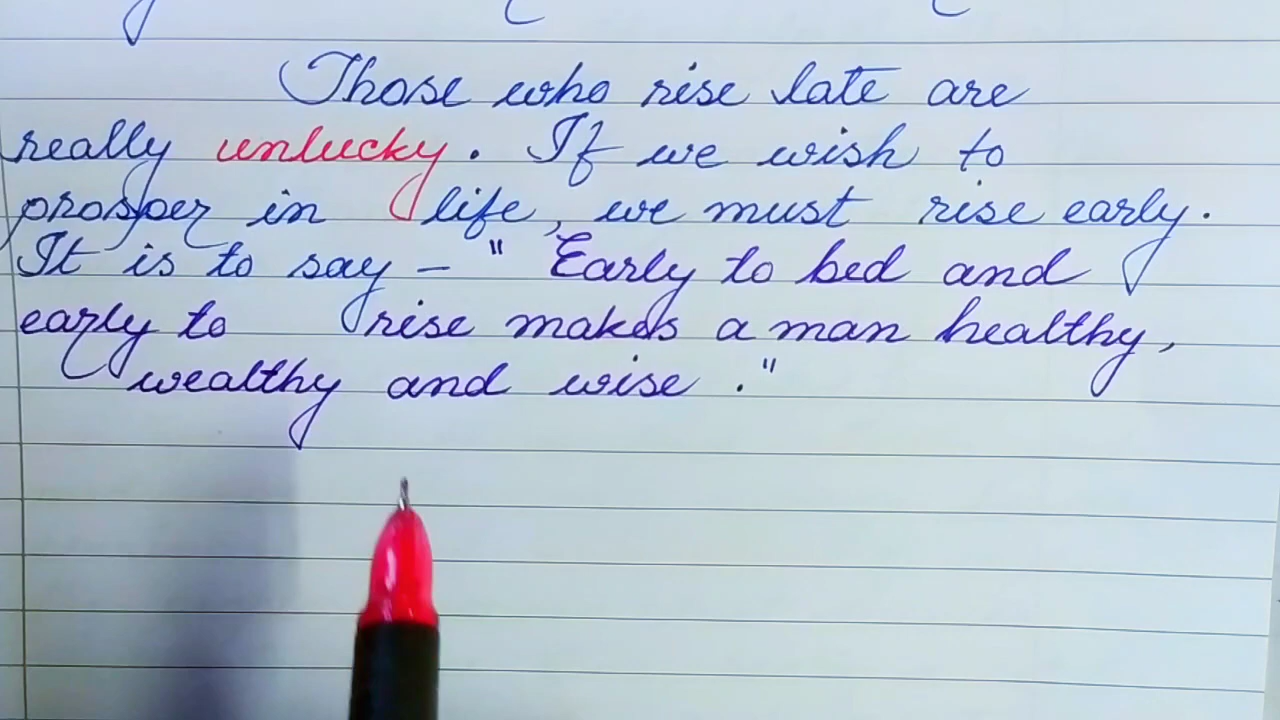 Those who rise late are
really unlucky. If we wish to
prosper in life, we must rise early.
It is to say - " Early to bed and
early to rise makes a man healthy,
wealthy and wise ."